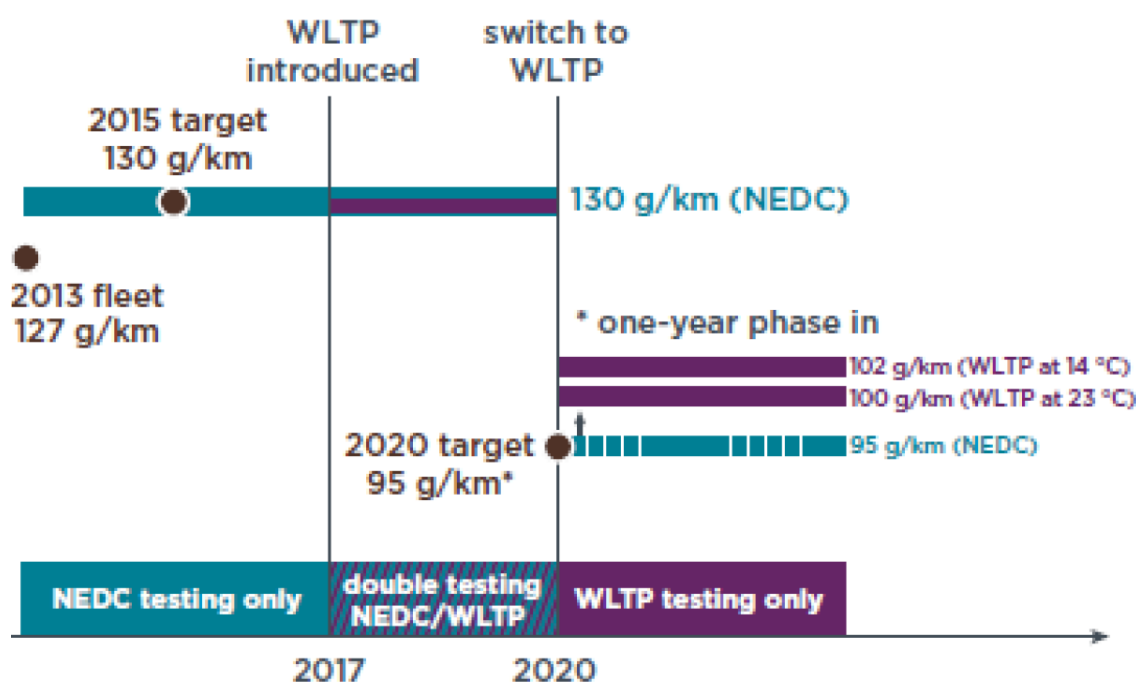 WLTP
introduced
switch to
WLTP
2015 target
130 g/km
130 g/km (NEDC)
2013 fleet
127 g/km
* one-year phase in
102 g/km (WLTP at 14 °C)
100 g/km (WLTP at 23 °C)
2020 target
95 g/km*
95 g/km (NEDC)
NEDC testing only
double testing
NEDC/WLTP
WLTP testing only
2017
2020